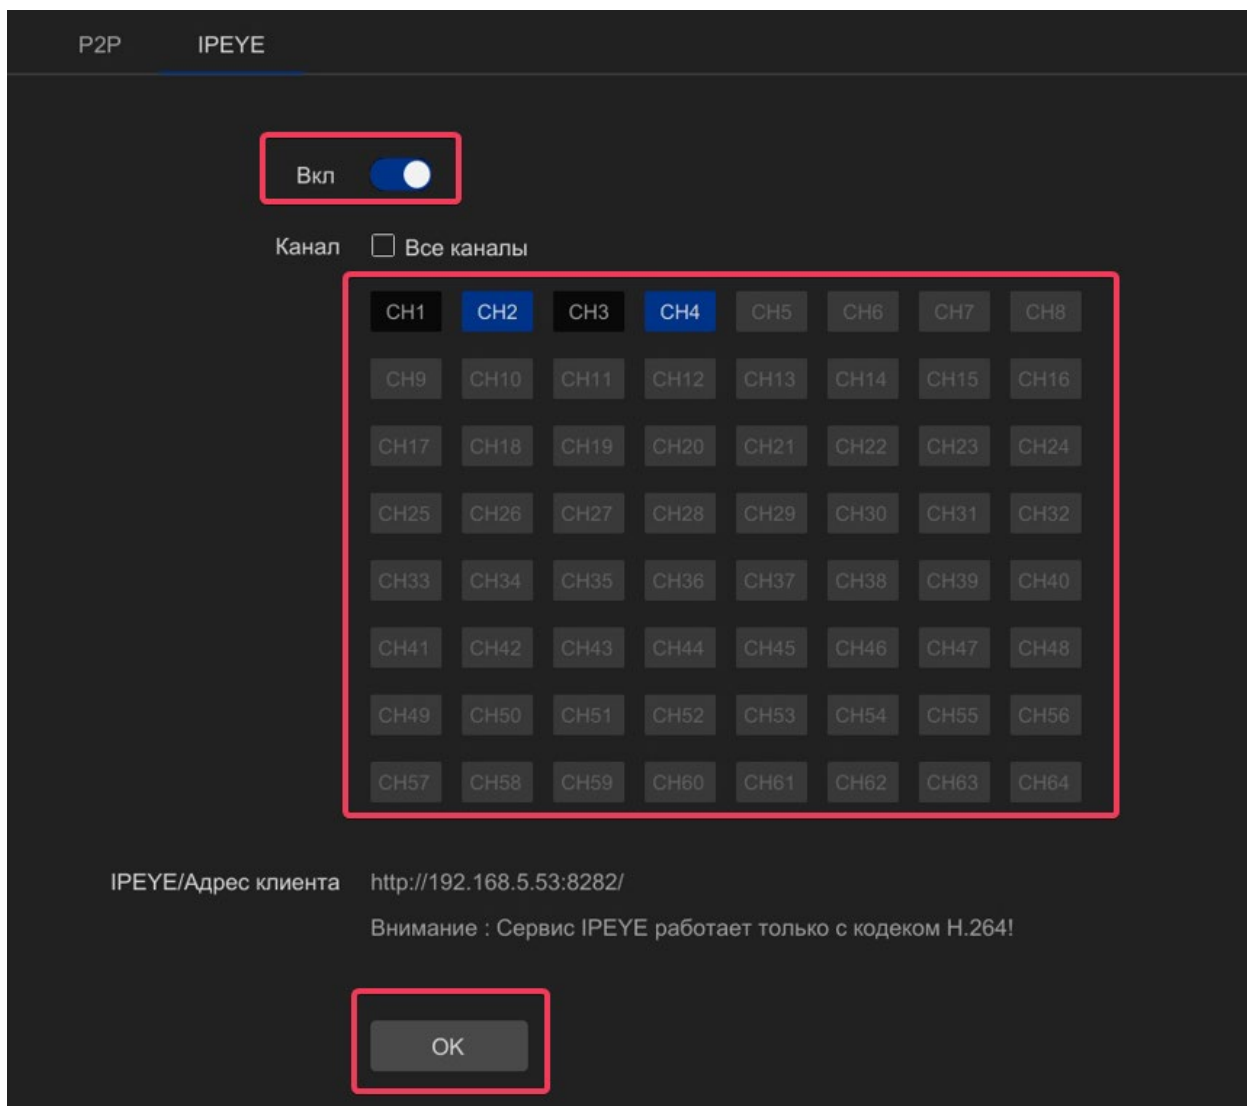 P2P IPEYE
Вкл
Канал Все каналы
CH1 CH2 CH3 CH4 CH5 CH6 CH7 CH8
CH9 CH10 CH11 CH12 CH13 CH14 CH15 CH16
CH17 CH18 CH19 CH20 CH21 CH22 CH23 CH24
CH25 CH26 CH27 CH28 CH29 CH30 CH31 CH32
CH33 CH34 CH35 CH36 CH37 CH38 CH39 CH40
CH41 CH42 CH43 CH44 CH45 CH46 CH47 CH48
CH49 CH50 CH51 CH52 CH53 CH54 CH55 CH56
CH57 CH58 CH59 CH60 CH61 CH62 CH63 CH64
IPEYE/Адрес клиента http://192.168.5.53:8282/
Внимание : Сервис IPEYE работает только с кодеком H.264!
OK